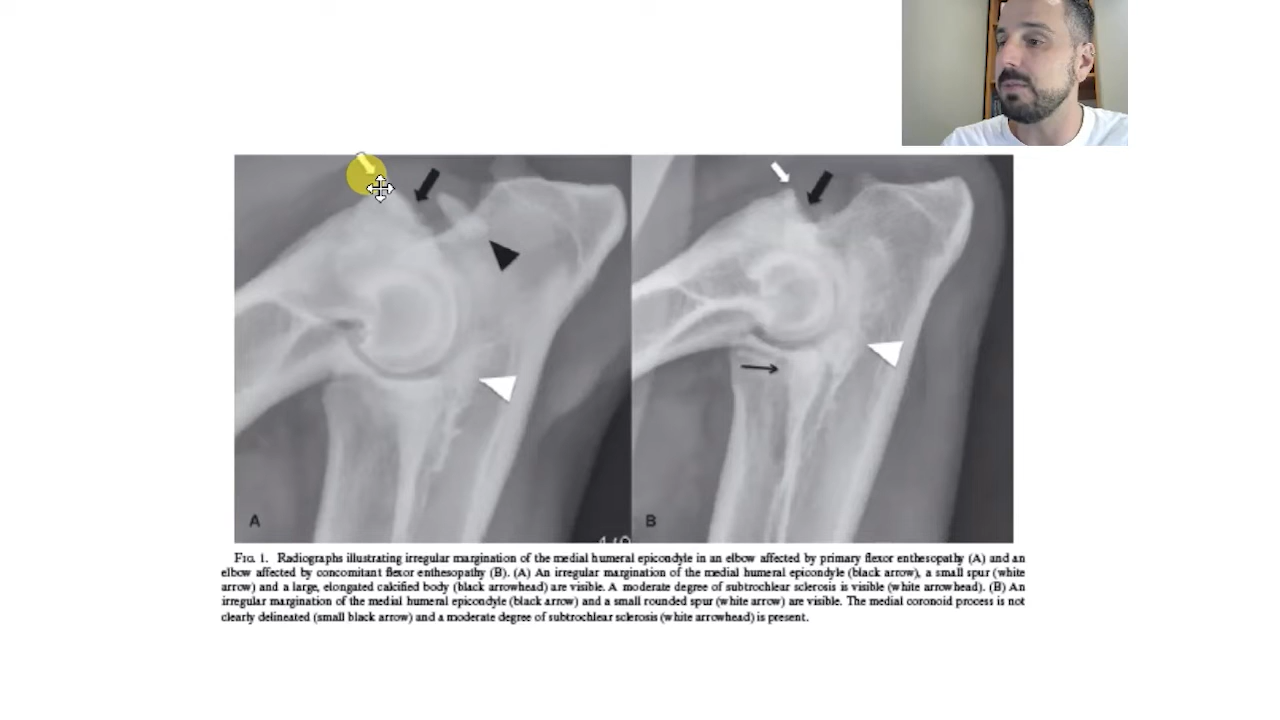 A
B
FIG. 1. Radiographs illustrating irregular margination of the medial humeral epicondyle in an elbow affected by primary flexor enthesopathy (A) and an
elbow affected by concomitant flexor enthesopathy (B). (A) An irregular margination of the medial humeral epicondyle (black arrow), a small spur (white
arrow) and a large, elongated calcified body (black arrowhead) are visible. A moderate degree of subtrochlear sclerosis is visible (white arrowhead). (B) An
irregular margination of the medial humeral epicondyle (black arrow) and a small rounded spur (white arrow) are visible. The medial coronoid process is not
clearly delineated (small black arrow) and a moderate degree of subtrochlear sclerosis (white arrowhead) is present.